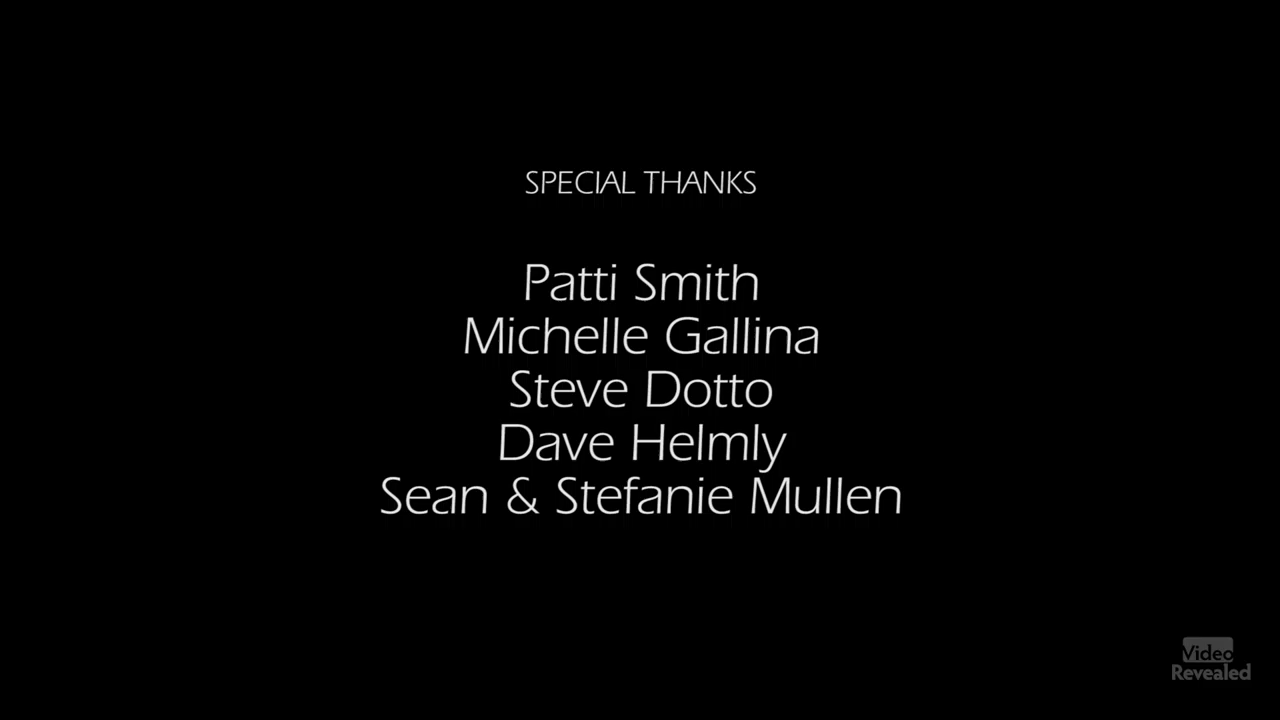 SPECIAL THANKS
Patti Smith
Michelle Gallina
Steve Dotto
Dave Helmly
Sean & Stefanie Mullen
Video
Revealed